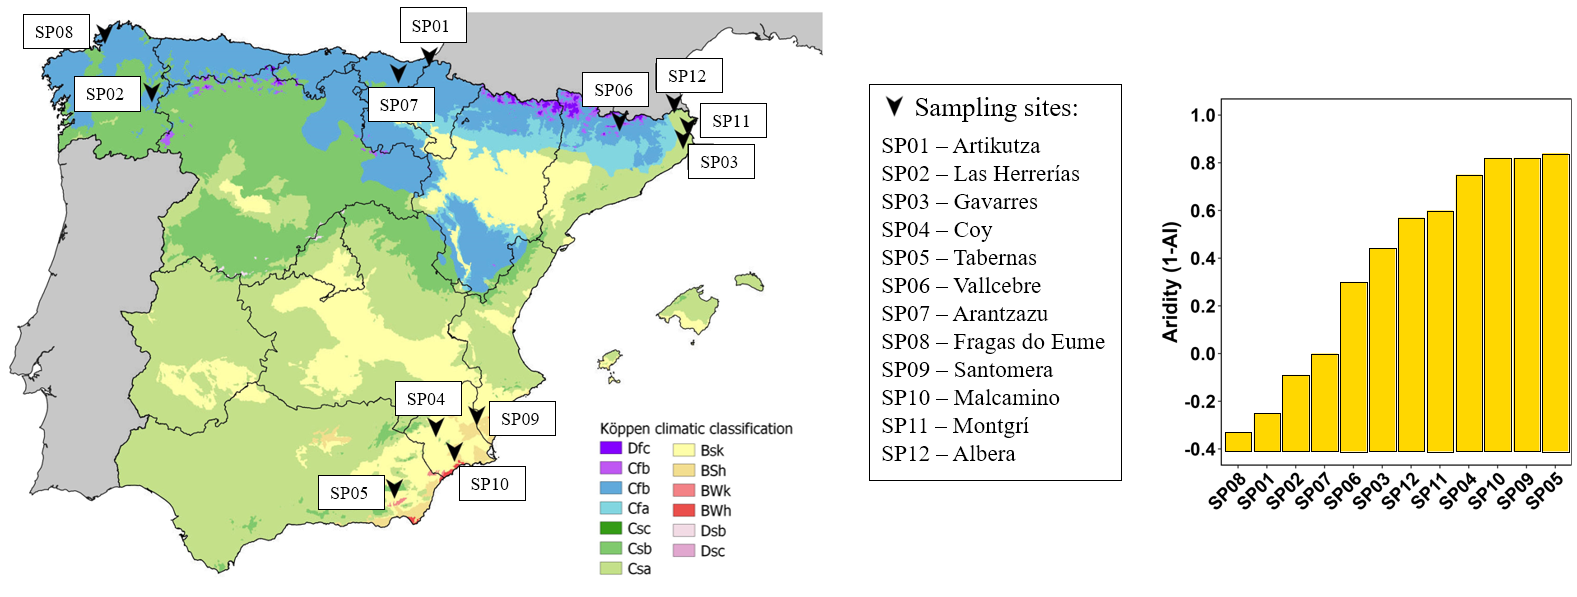 SP08
SP01
SP02
SP07
SP06
SP12
SP11
SP03
SP04
SP09
SP05
SP10
Köppen climatic classification
Dfc
Cfb
Cfb
Cfa
Csc
Csb
Csa
Bsk
BSh
BWk
BWh
Dsb
Dsc
Sampling sites:
SP01 – Artikutza
SP02 – Las Herrerías
SP03 – Gavarres
SP04 – Coy
SP05 – Tabernas
SP06 – Vallcebre
SP07 – Arantzazu
SP08 – Fragas do Eume
SP09 – Santomera
SP10 – Malcamino
SP11 – Montgrí
SP12 – Albera
Aridity (1-AI)
1.0
0.8
0.6
0.4
0.2
0.0
-0.2
-0.4
SP08 SP01 SP02 SP07 SP06 SP03 SP12 SP11 SP04 SP10 SP09 SP05